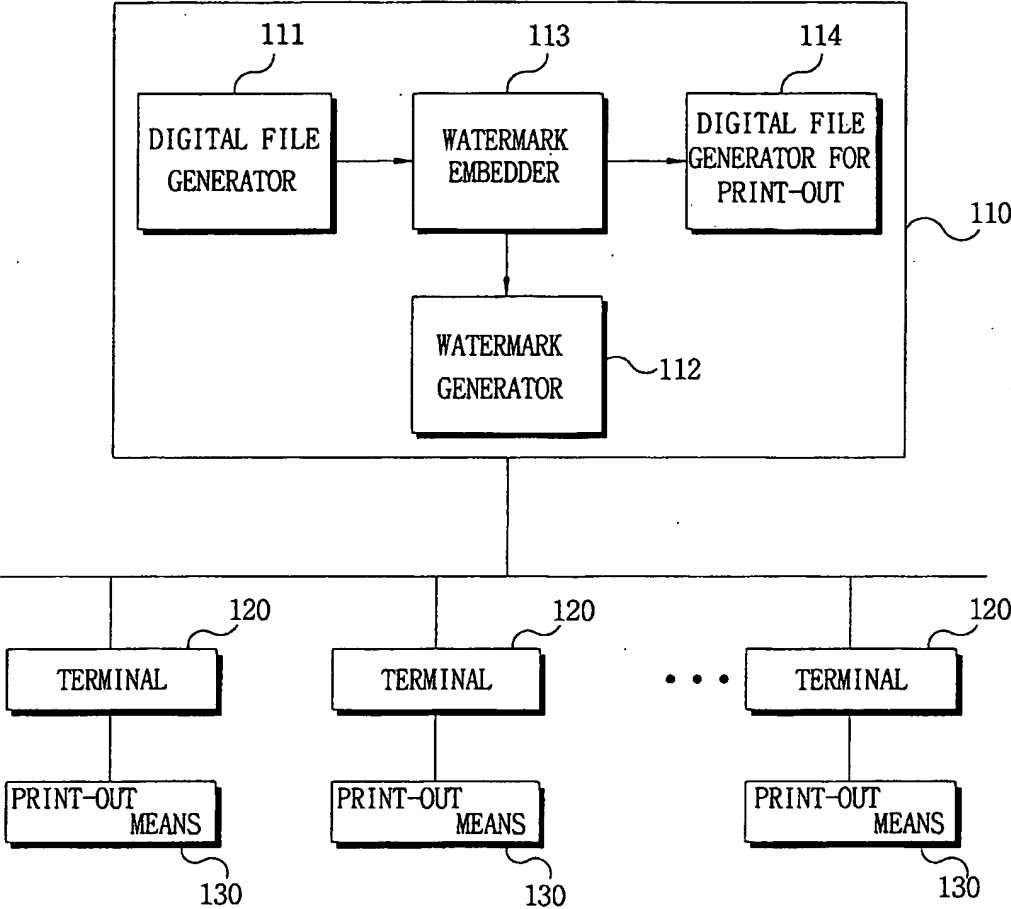 111
113
114
DIGITAL FILE
GENERATOR
WATERMARK
EMBEDDER
DIGITAL FILE
GENERATOR FOR
PRINT-OUT
110
WATERMARK
GENERATOR
112
120
120
120
TERMINAL
TERMINAL
TERMINAL
PRINT-OUT
MEANS
PRINT-OUT
MEANS
PRINT-OUT
MEANS
130
130
130